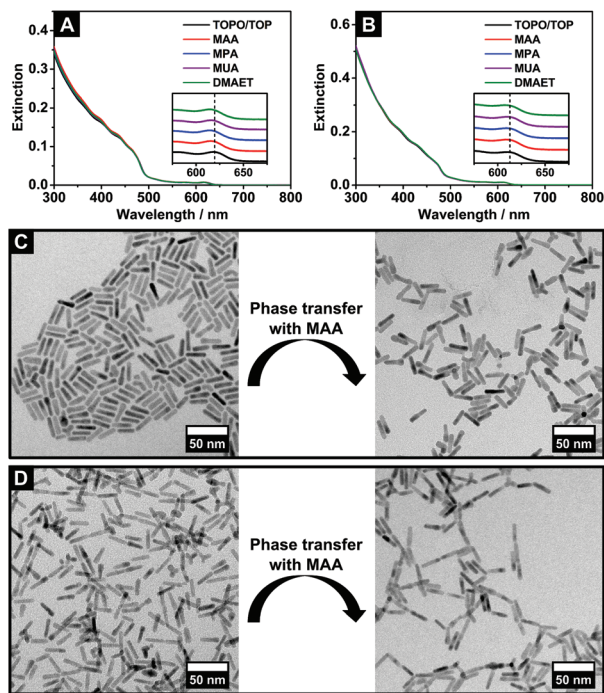 A
TOPO/TOP
MAA
MPA
MUA
DMAET
Extinction
0.4
0.3
0.2
0.1
0.0
600 650
300 400 500 600 700 800
Wavelength / nm
B
TOPO/TOP
MAA
MPA
MUA
DMAET
Extinction
0.6
0.4
0.2
0.0
600 650
300 400 500 600 700 800
Wavelength / nm
C
Phase transfer
with MAA
50 nm
50 nm
D
Phase transfer
with MAA
50 nm
50 nm